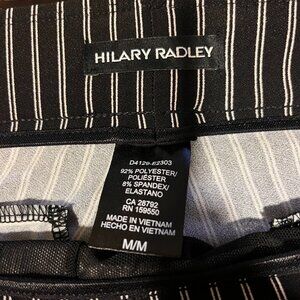 HILARY RADLEY
D4129-E2303
92% POLYESTER/
POLIÉSTER
8% SPANDEX/
ELASTANO
CA 28792
RN 159550
MADE IN VIETNAM
HECHO EN VIETNAM
M/M